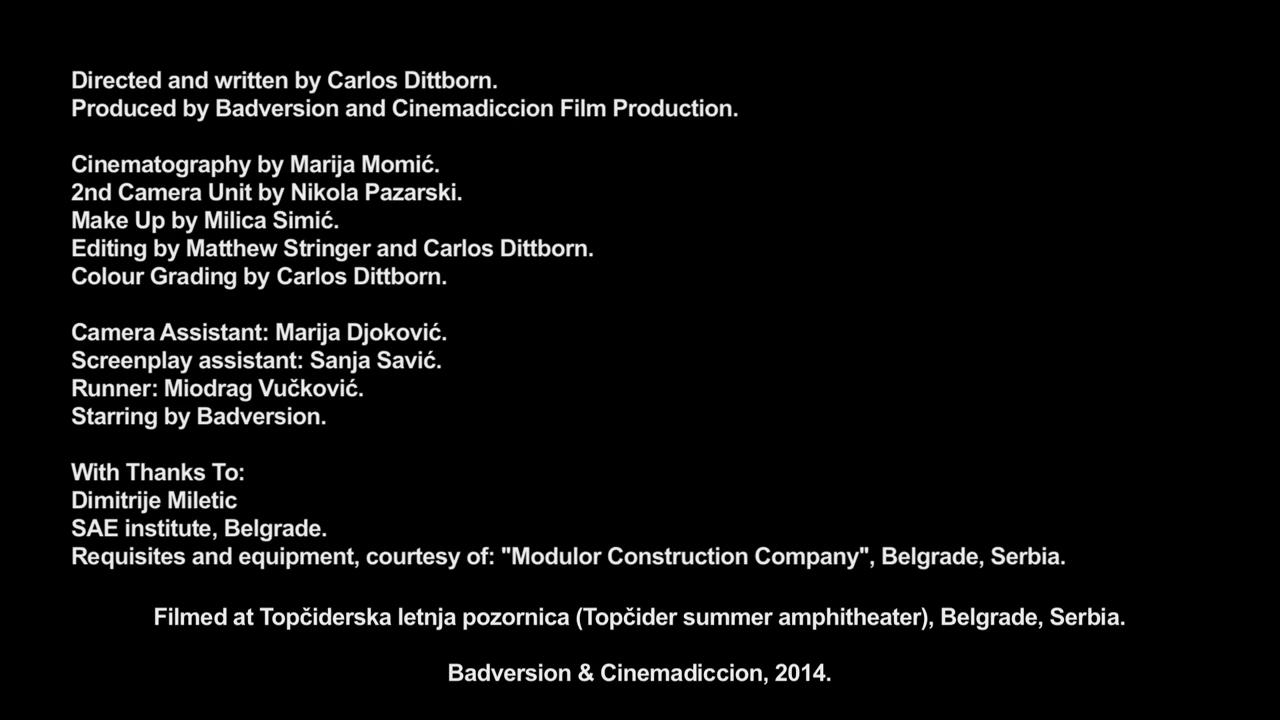 Directed and written by Carlos Dittborn.
Produced by Badversion and Cinemadiccion Film Production.
Cinematography by Marija Momić.
2nd Camera Unit by Nikola Pazarski.
Make Up by Milica Simić.
Editing by Matthew Stringer and Carlos Dittborn.
Colour Grading by Carlos Dittborn.
Camera Assistant: Marija Djoković.
Screenplay assistant: Sanja Savić.
Runner: Miodrag Vučković.
Starring by Badversion.
With Thanks To:
Dimitrije Miletic
SAE institute, Belgrade.
Requisites and equipment, courtesy of: "Modulor Construction Company", Belgrade, Serbia.
Filmed at Topčiderska letnja pozornica (Topčider summer amphitheater), Belgrade, Serbia.
Badversion & Cinemadiccion, 2014.